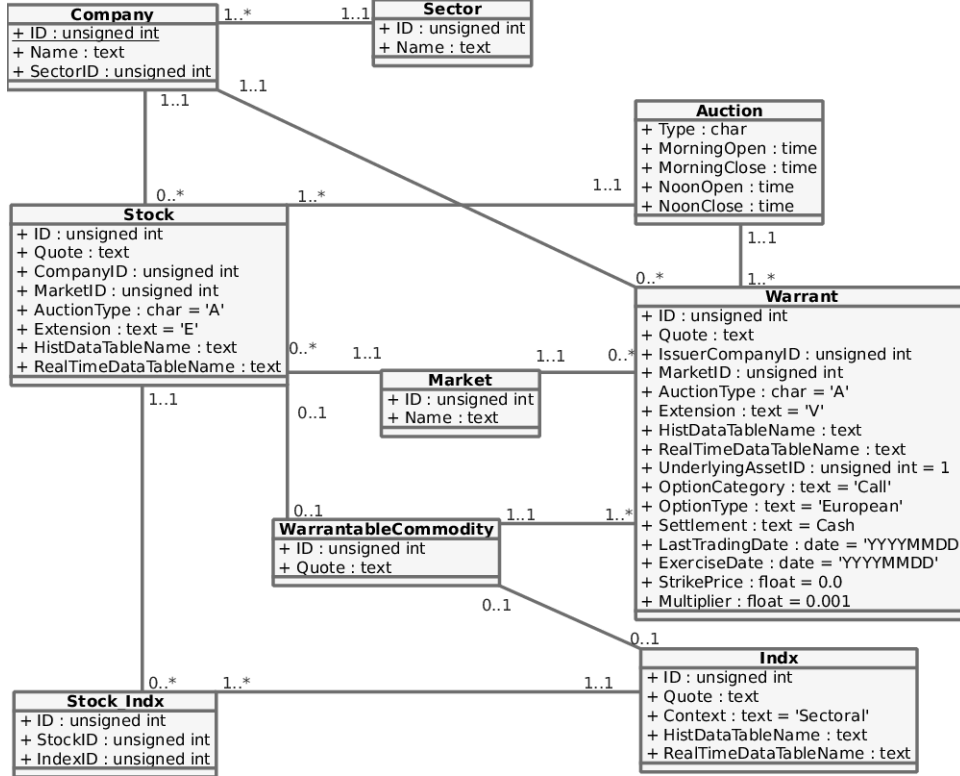 Company
+ ID : unsigned int
+ Name : text
+ SectorID : unsigned int
1..*
1..1
Sector
+ ID : unsigned int
+ Name : text
1..1
1..1
0..*
1..*
1..1
Auction
+ Type : char
+ MorningOpen : time
+ MorningClose : time
+ NoonOpen : time
+ NoonClose : time
1..1
1..*
0..*
Stock
+ ID : unsigned int
+ Quote : text
+ CompanyID : unsigned int
+ MarketID : unsigned int
+ AuctionType : char = 'A'
+ Extension : text = 'E'
+ HistDataTableName : text
+ RealTimeDataTableName : text
0..*
1..1
1..1
0..*
Market
+ ID : unsigned int
+ Name : text
Warrant
+ ID : unsigned int
+ Quote : text
+ IssuerCompanyID : unsigned int
+ MarketID : unsigned int
+ AuctionType : char = 'A'
+ Extension : text = 'V'
+ HistDataTableName : text
+ RealTimeDataTableName : text
+ UnderlyingAssetID : unsigned int = 1
+ OptionCategory : text = 'Call'
+ OptionType : text = 'European'
+ Settlement : text = Cash
+ LastTradingDate : date = 'YYYYMMDD
+ ExerciseDate : date = 'YYYYMMDD'
+ StrikePrice : float = 0.0
+ Multiplier : float = 0.001
1..1
0..1
0..1
1..1
1..*
WarrantableCommodity
+ ID : unsigned int
+ Quote : text
0..1
0..1
Indx
+ ID : unsigned int
+ Quote : text
+ Context : text = 'Sectoral'
+ HistDataTableName : text
+ RealTimeDataTableName : text
0..*
1..*
1..1
Stock_Indx
+ ID : unsigned int
+ StockID : unsigned int
+ IndexID : unsigned int